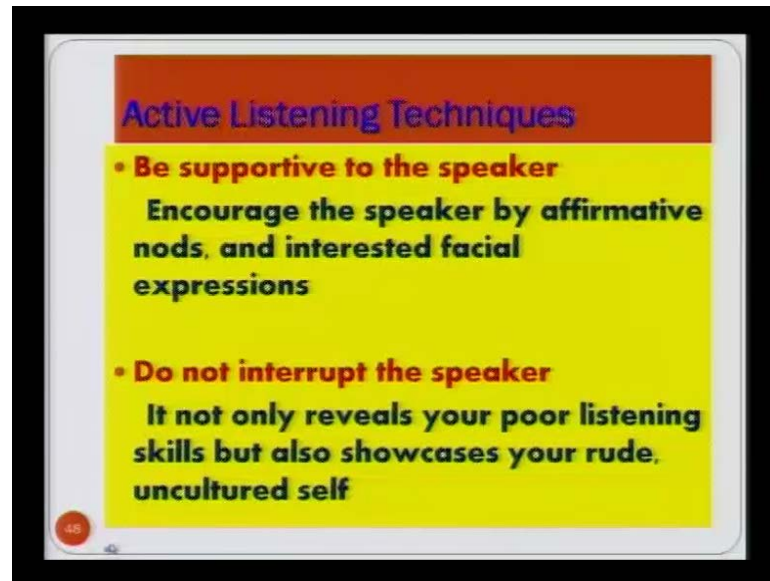 Active Listening Techniques
• Be supportive to the speaker
Encourage the speaker by affirmative
nods, and interested facial
expressions
• Do not interrupt the speaker
It not only reveals your poor listening
skills but also showcases your rude,
uncultured self
48